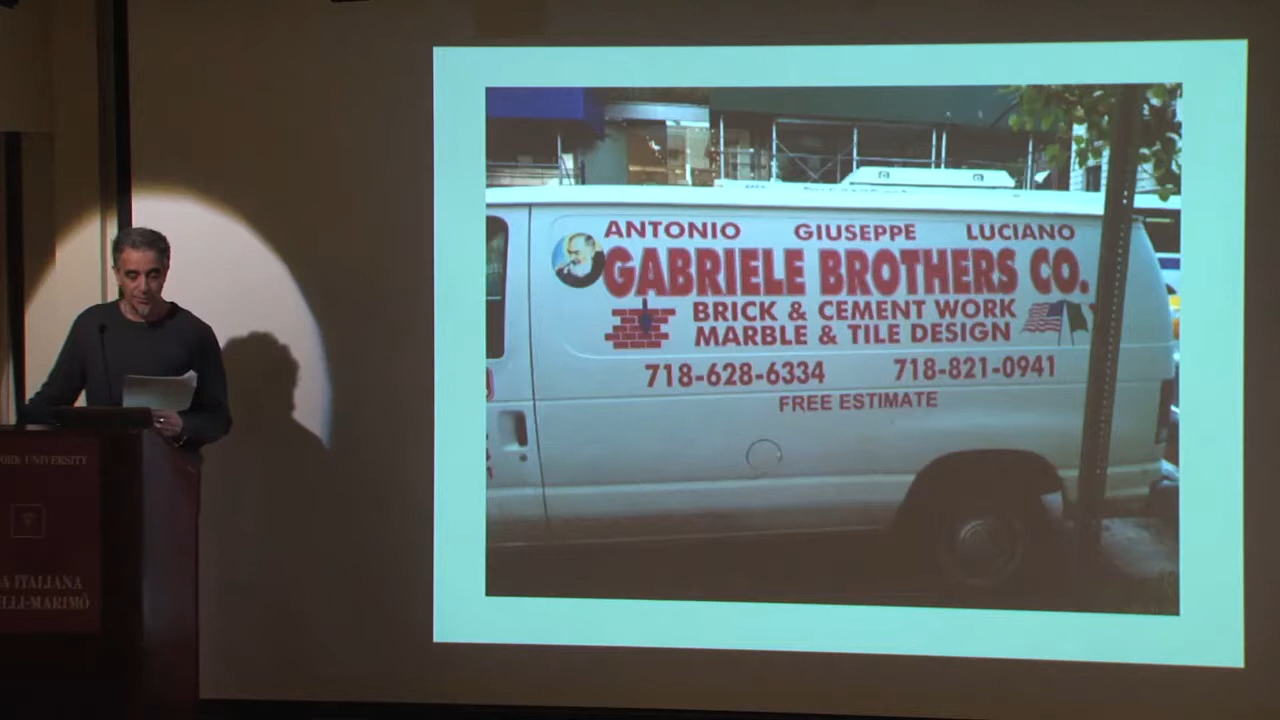 ANTONIO GIUSEPPE LUCIANO
GABRIELE BROTHERS CO.
BRICK & CEMENT WORK
MARBLE & TILE DESIGN
718-628-6334 718-821-0941
FREE ESTIMATE
UNIVERSITY
ITALIANA